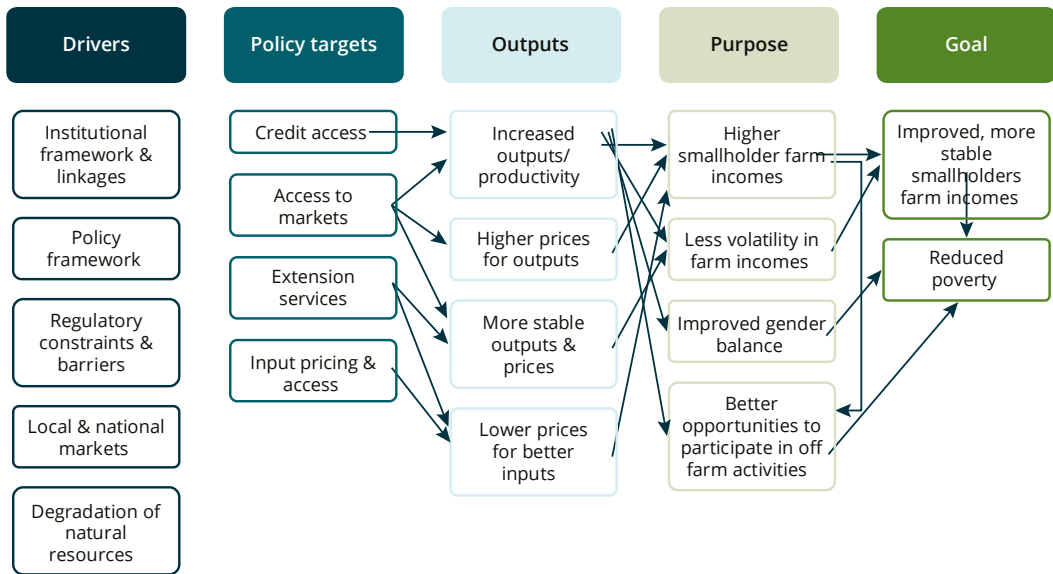 Drivers
Policy targets
Outputs
Purpose
Goal
Institutional
framework &
linkages
Policy
framework
Regulatory
constraints &
barriers
Local & national
markets
Degradation of
natural
resources
Credit access
Access to
markets
Extension
services
Input pricing &
access
Increased
outputs/
productivity
Higher prices
for outputs
More stable
outputs &
prices
Lower prices
for better
inputs
Higher
smallholder farm
incomes
Less volatility in
farm incomes
Improved gender
balance
Better
opportunities to
participate in off
farm activities
Improved, more
stable
smallholders
farm incomes
Reduced
poverty